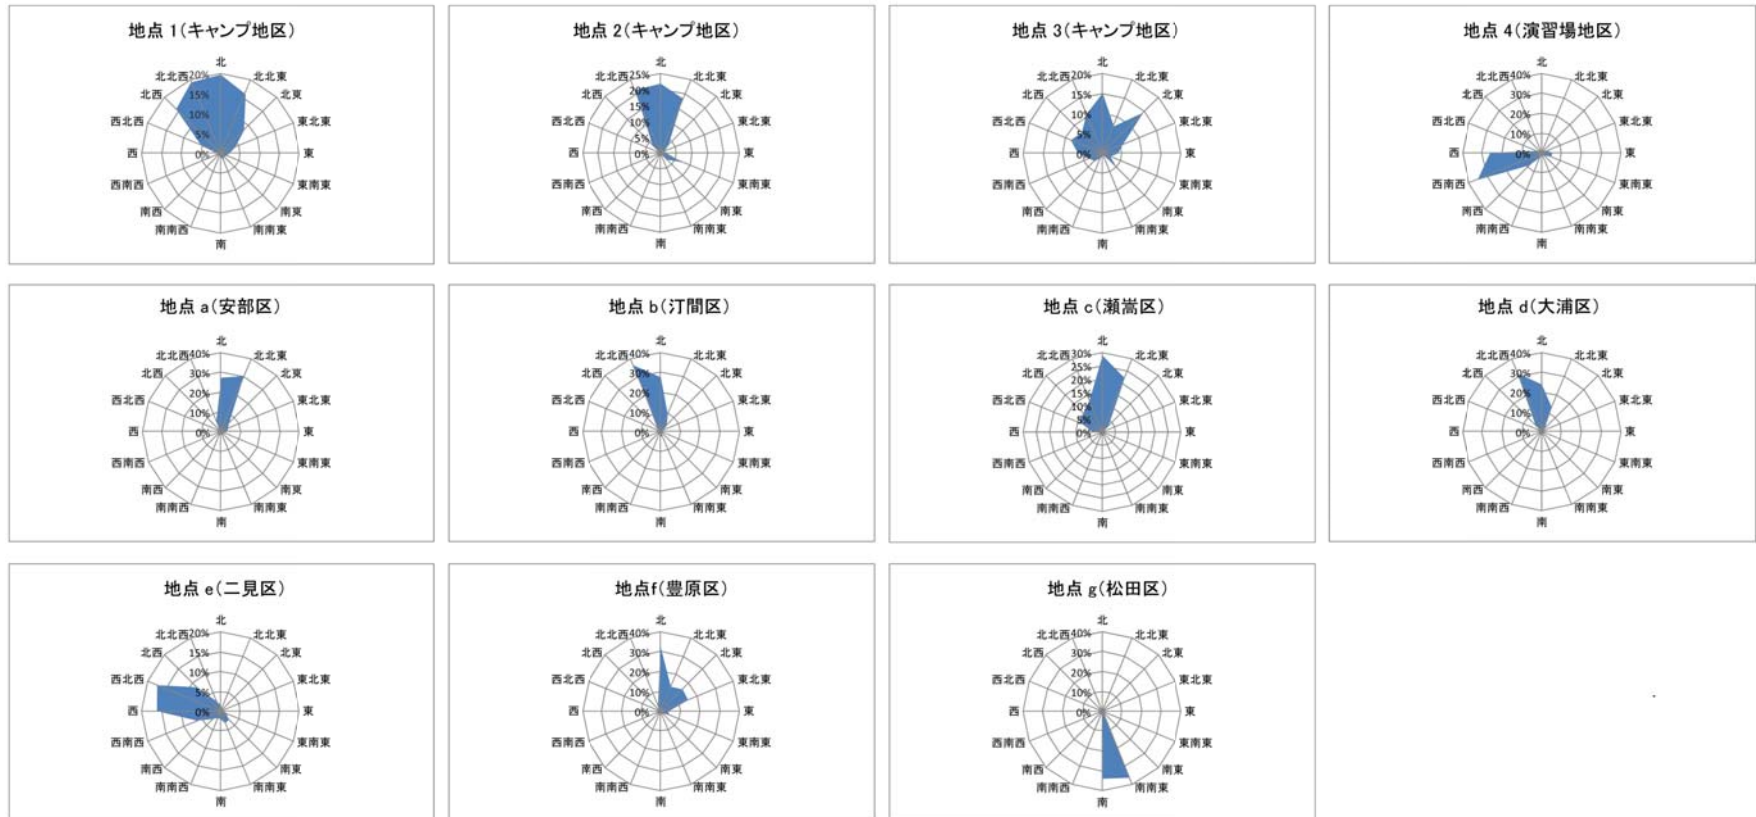 地点 1(キャンプ地区)
北
北北西 20% 北北東
北西 15% 北東
西北西 10% 東北東
5%
西 0% 東
西南西 東南東
南西 南東
南南西 南南東
南
地点 2(キャンプ地区)
北
北北西 25% 北北東
北西 20% 北東
15%
西北西 10% 東北東
5%
西 0% 東
西南西 東南東
南西 南東
南南西 南南東
南
地点 3(キャンプ地区)
北
北北西 20% 北北東
北西 15% 北東
西北西 10% 東北東
5%
西 0% 東
西南西 東南東
南西 南東
南南西 南南東
南
地点 4(演習場地区)
北
北北西 40% 北北東
北西 30% 北東
西北西 20% 東北東
10%
西 0% 東
西南西 東南東
南西 南東
南南西 南南東
南
地点 a(安部区)
北
北北西 40% 北北東
北西 30% 北東
西北西 20% 東北東
10%
西 0% 東
西南西 東南東
南西 南東
南南西 南南東
南
地点 b(汀間区)
北
北北西 40% 北北東
北西 30% 北東
西北西 20% 東北東
10%
西 0% 東
西南西 東南東
南西 南東
南南西 南南東
南
地点 c(瀬嵩区)
北
北北西 30% 北北東
北西 25% 北東
20%
西北西 15% 東北東
10%
5%
西 0% 東
西南西 東南東
南西 南東
南南西 南南東
南
地点 d(大浦区)
北
北北西 40% 北北東
北西 30% 北東
西北西 20% 東北東
10%
西 0% 東
西南西 東南東
南西 南東
南南西 南南東
南
地点 e(二見区)
北
北北西 20% 北北東
北西 15% 北東
西北西 10% 東北東
5%
西 0% 東
西南西 東南東
南西 南東
南南西 南南東
南
地点f(豊原区)
北
北北西 40% 北北東
北西 30% 北東
西北西 20% 東北東
10%
西 0% 東
西南西 東南東
南西 南東
南南西 南南東
南
地点 g(松田区)
北
北北西 40% 北北東
北西 30% 北東
西北西 20% 東北東
10%
西 0% 東
西南西 東南東
南西 南東
南南西 南南東
南